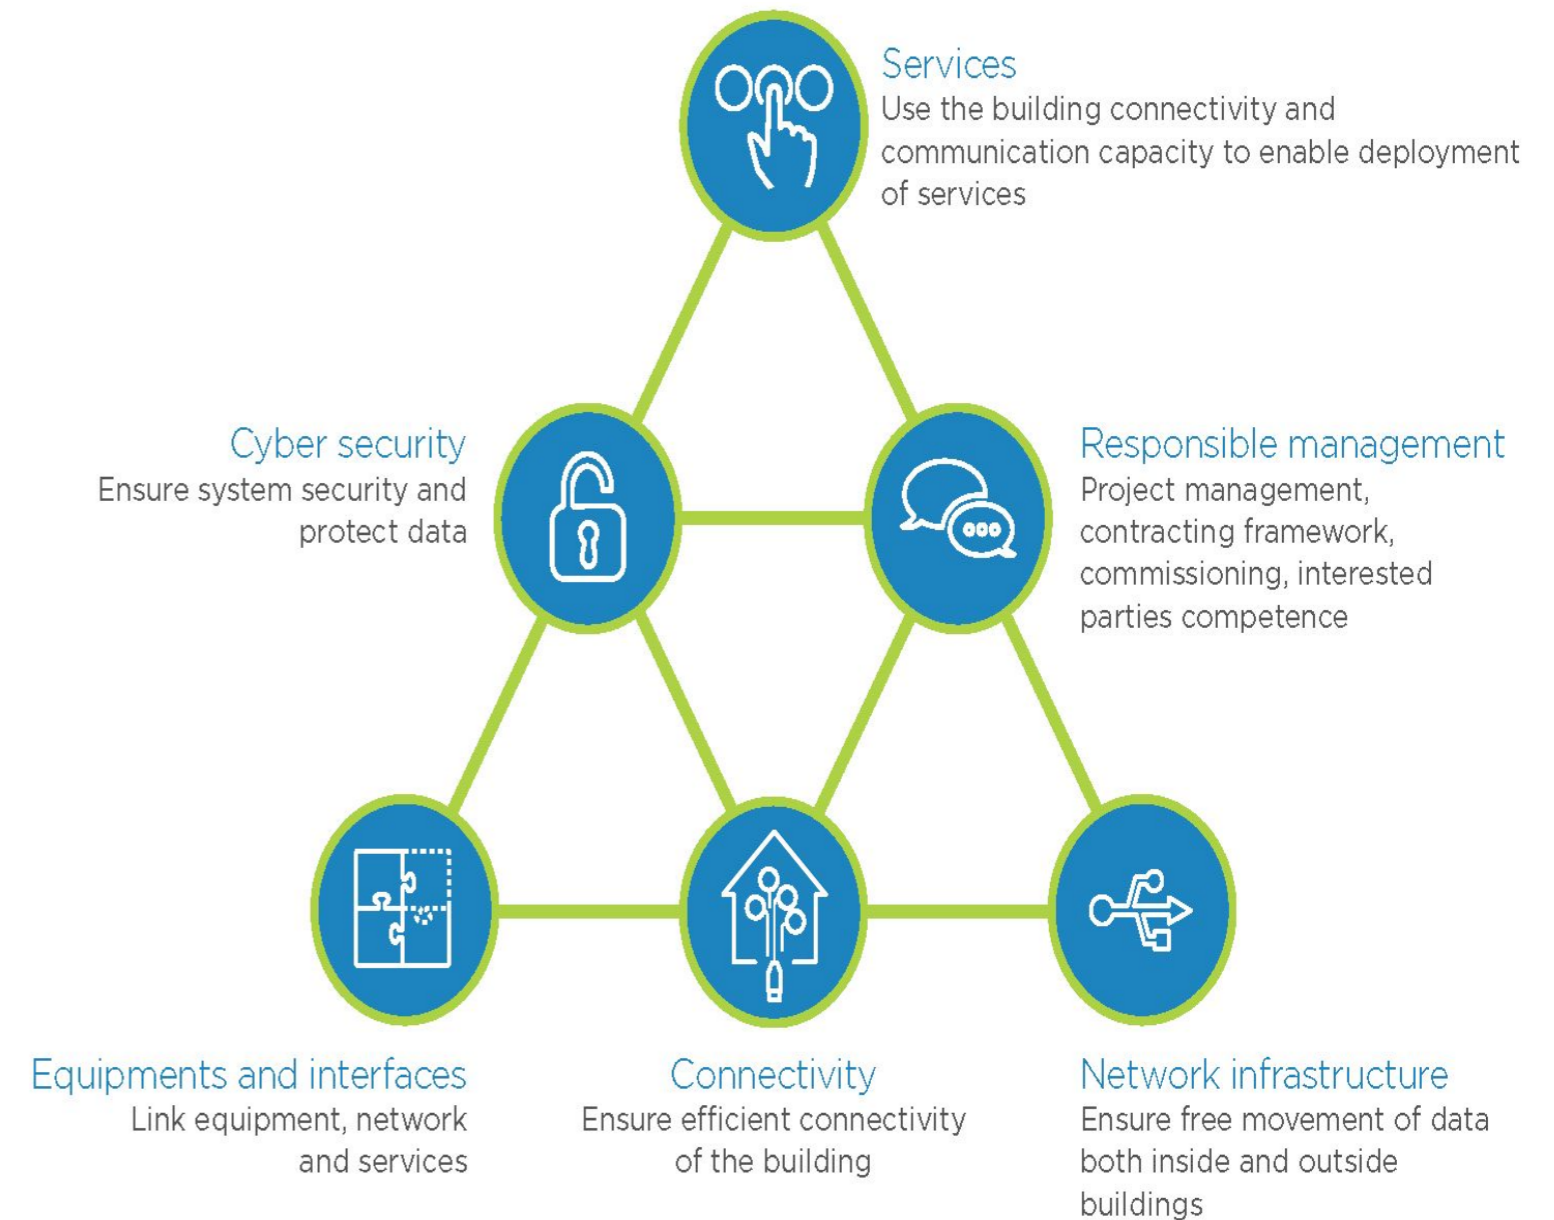 Services
Use the building connectivity and
communication capacity to enable deployment
of services
Cyber security
Ensure system security and
protect data
Responsible management
Project management,
contracting framework,
commissioning, interested
parties competence
Equipments and interfaces
Link equipment, network
and services
Connectivity
Ensure efficient connectivity
of the building
Network infrastructure
Ensure free movement of data
both inside and outside
buildings